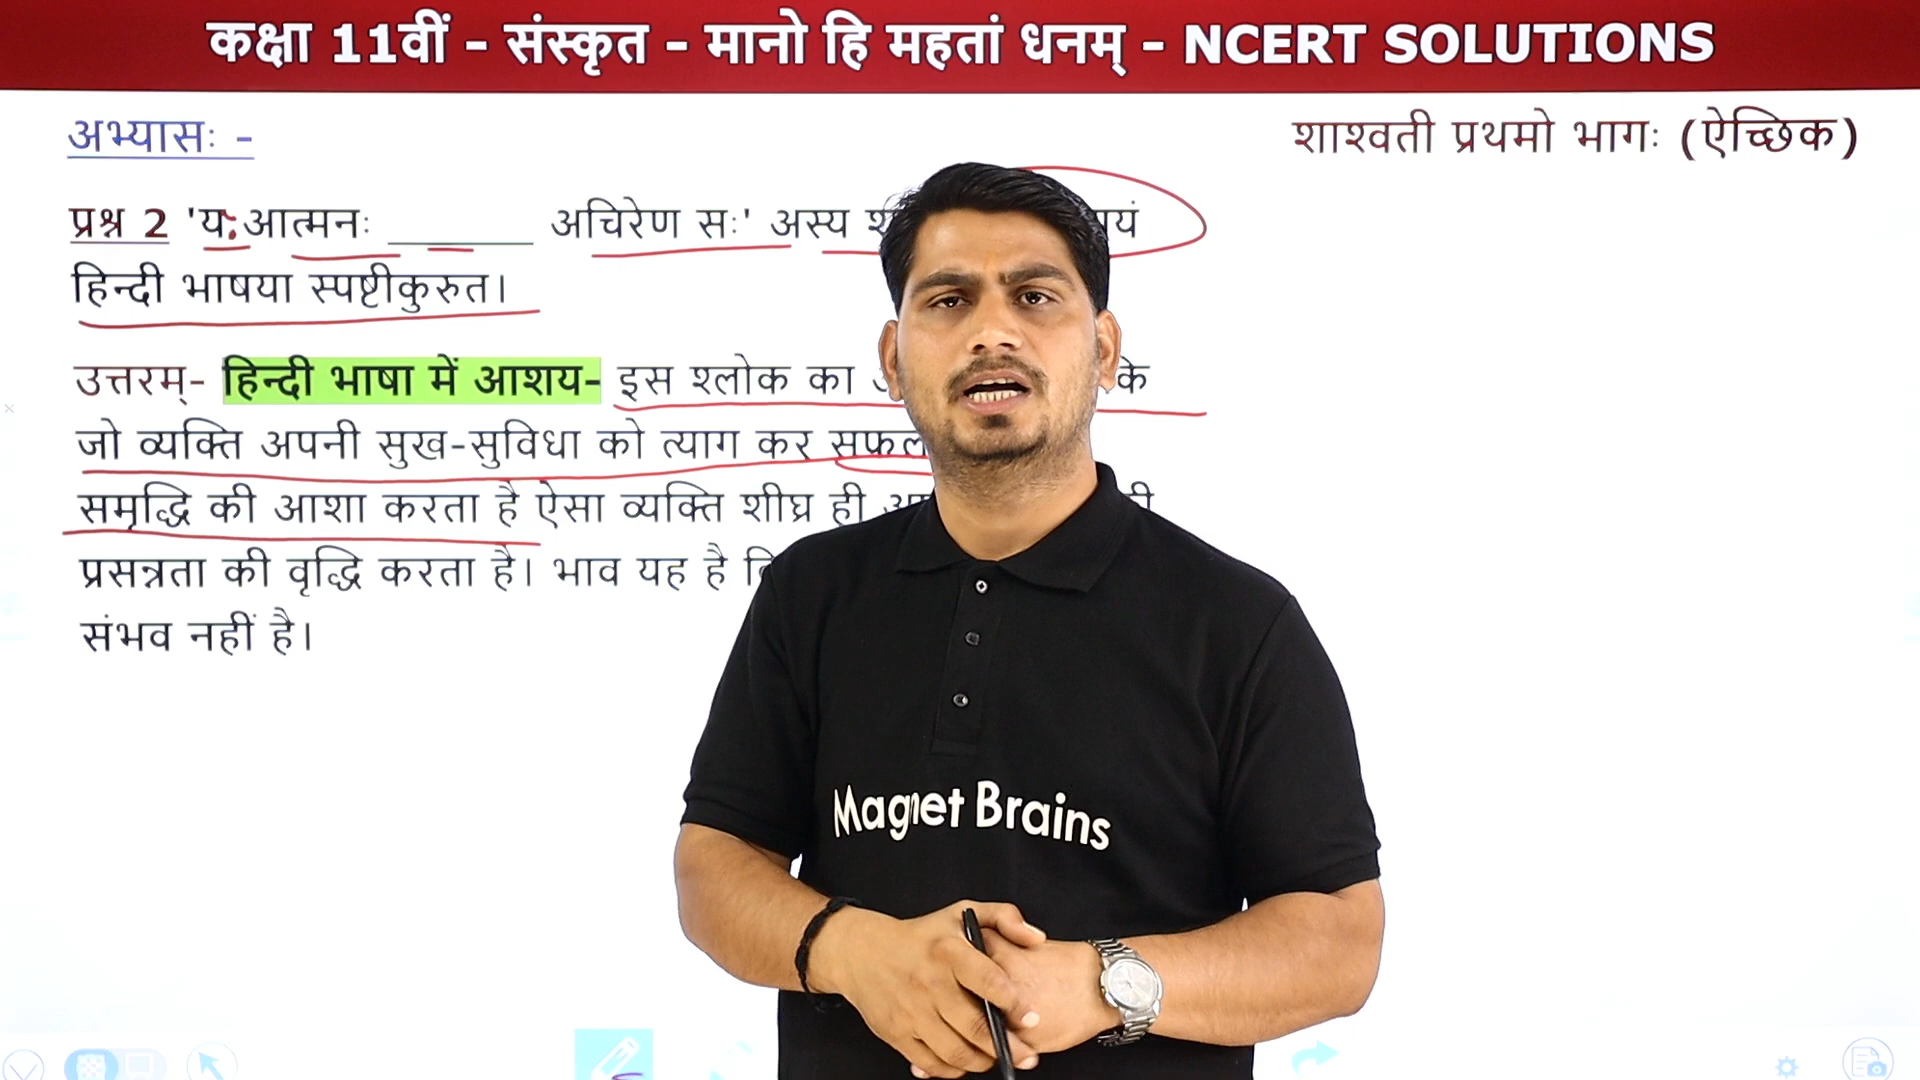 कक्षा 11वीं - संस्कृत - मानो हि महतां धनम् - NCERT SOLUTIONS
अभ्यासः -
शाश्वती प्रथमो भागः (ऐच्छिक)
प्रश्न 2 'यः आत्मनः ________ अचिरेण सः' अस्य
हिन्दी भाषया स्पष्टीकुरुत।
उत्तरम्- हिन्दी भाषा में आशय- इस श्लोक का के
जो व्यक्ति अपनी सुख-सुविधा को त्याग कर सफल
समृद्धि की आशा करता है ऐसा व्यक्ति शीघ्र ही
प्रसन्नता की वृद्धि करता है। भाव यह है
संभव नहीं है।
Magnet Brains